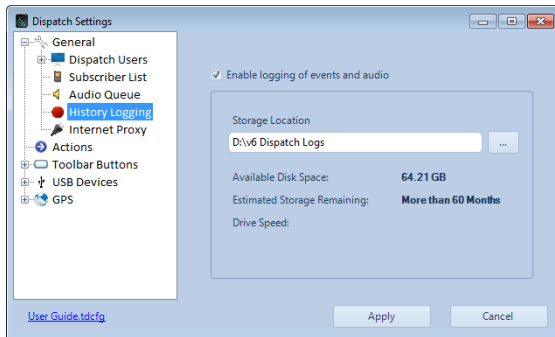 Dispatch Settings
General
Dispatch Users
Subscriber List
Audio Queue
History Logging
Internet Proxy
Actions
Toolbar Buttons
USB Devices
GPS
Enable logging of events and audio
Storage Location
D:\v6 Dispatch Logs
...
Available Disk Space: 64.21 GB
Estimated Storage Remaining: More than 60 Months
Drive Speed:
User Guide.tdcfg
Apply
Cancel